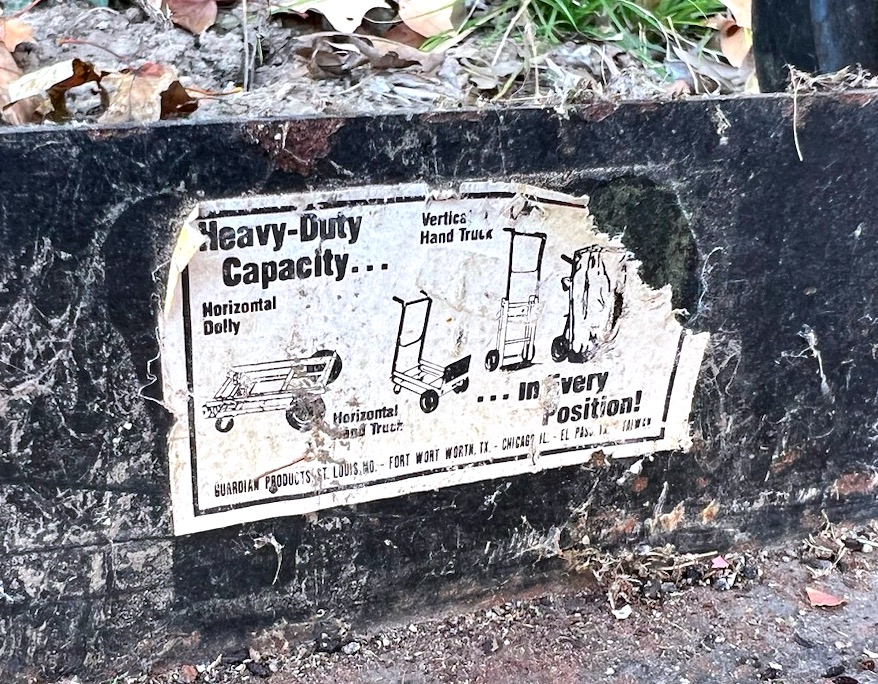 Heavy-Duty
Capacity...
Vertical
Hand Truck
Horizontal
Dolly
Horizontal
Hand Truck
... In Every
Position!
GUARDIAN PRODUCTS, ST. LOUIS, MO. - FORT WORT WORTH, TX. - CHICAGO IL. - EL PASO TX. - TAIWAN